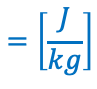 = [J/kg]